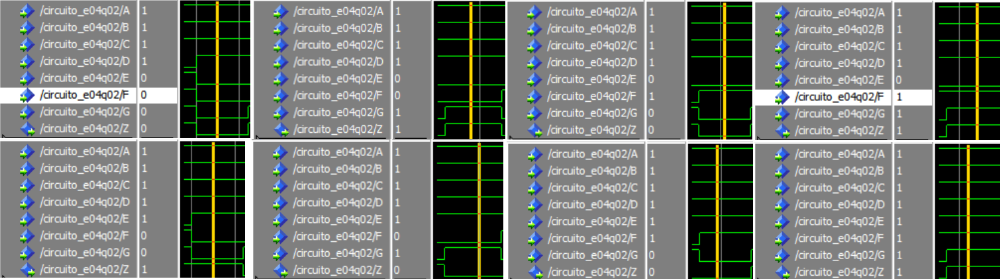 /circuito_e04q02/A 1
/circuito_e04q02/B 1
/circuito_e04q02/C 1
/circuito_e04q02/D 1
/circuito_e04q02/E 0
/circuito_e04q02/F 0
/circuito_e04q02/G 0
/circuito_e04q02/Z 0
/circuito_e04q02/A 1
/circuito_e04q02/B 1
/circuito_e04q02/C 1
/circuito_e04q02/D 1
/circuito_e04q02/E 0
/circuito_e04q02/F 0
/circuito_e04q02/G 1
/circuito_e04q02/Z 1
/circuito_e04q02/A 1
/circuito_e04q02/B 1
/circuito_e04q02/C 1
/circuito_e04q02/D 1
/circuito_e04q02/E 0
/circuito_e04q02/F 1
/circuito_e04q02/G 0
/circuito_e04q02/Z 0
/circuito_e04q02/A 1
/circuito_e04q02/B 1
/circuito_e04q02/C 1
/circuito_e04q02/D 1
/circuito_e04q02/E 0
/circuito_e04q02/F 1
/circuito_e04q02/G 1
/circuito_e04q02/Z 1
/circuito_e04q02/A 1
/circuito_e04q02/B 1
/circuito_e04q02/C 1
/circuito_e04q02/D 1
/circuito_e04q02/E 1
/circuito_e04q02/F 0
/circuito_e04q02/G 0
/circuito_e04q02/Z 1
/circuito_e04q02/A 1
/circuito_e04q02/B 1
/circuito_e04q02/C 1
/circuito_e04q02/D 1
/circuito_e04q02/E 1
/circuito_e04q02/F 0
/circuito_e04q02/G 1
/circuito_e04q02/Z 0
/circuito_e04q02/A 1
/circuito_e04q02/B 1
/circuito_e04q02/C 1
/circuito_e04q02/D 1
/circuito_e04q02/E 1
/circuito_e04q02/F 1
/circuito_e04q02/G 0
/circuito_e04q02/Z 0
/circuito_e04q02/A 1
/circuito_e04q02/B 1
/circuito_e04q02/C 1
/circuito_e04q02/D 1
/circuito_e04q02/E 1
/circuito_e04q02/F 1
/circuito_e04q02/G 1
/circuito_e04q02/Z 1